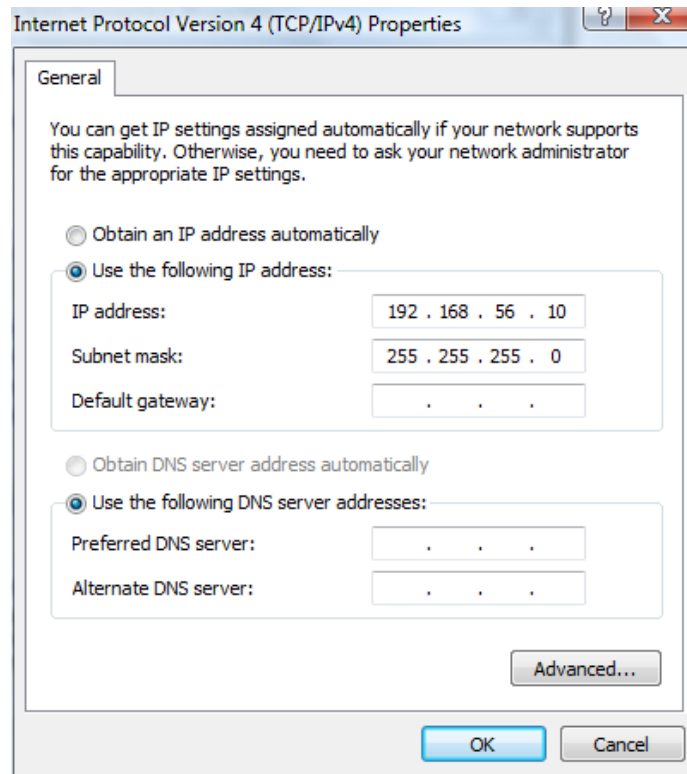 Internet Protocol Version 4 (TCP/IPv4) Properties
? X
General
You can get IP settings assigned automatically if your network supports
this capability. Otherwise, you need to ask your network administrator
for the appropriate IP settings.
Obtain an IP address automatically
Use the following IP address:
IP address: 192 . 168 . 56 . 10
Subnet mask: 255 . 255 . 255 . 0
Default gateway: . . .
Obtain DNS server address automatically
Use the following DNS server addresses:
Preferred DNS server: . . .
Alternate DNS server: . . .
Advanced...
OK Cancel